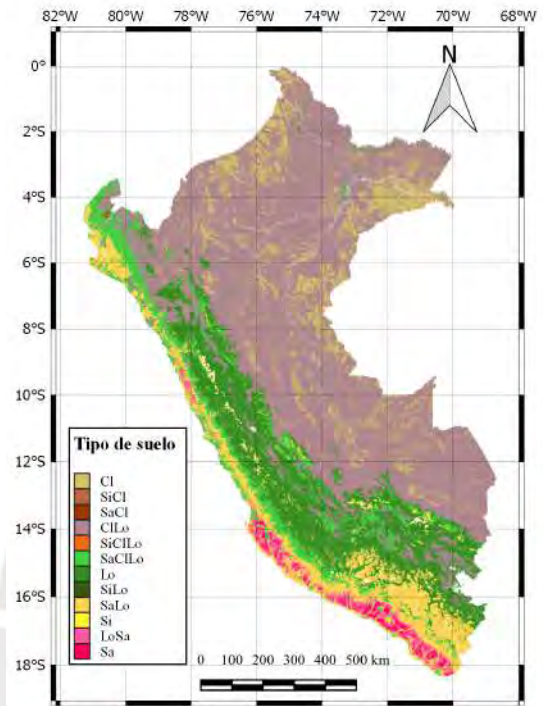 82°W 80°W 78°W 76°W 74°W 72°W 70°W 68°W
N
0°
2°S
4°S
6°S
8°S
10°S
12°S
14°S
16°S
18°S
Tipo de suelo
Cl
SiCl
SaCl
ClLo
SiClLo
SaClLo
Lo
SiLo
SaLo
Si
LoSa
Sa
0 100 200 300 400 500 km